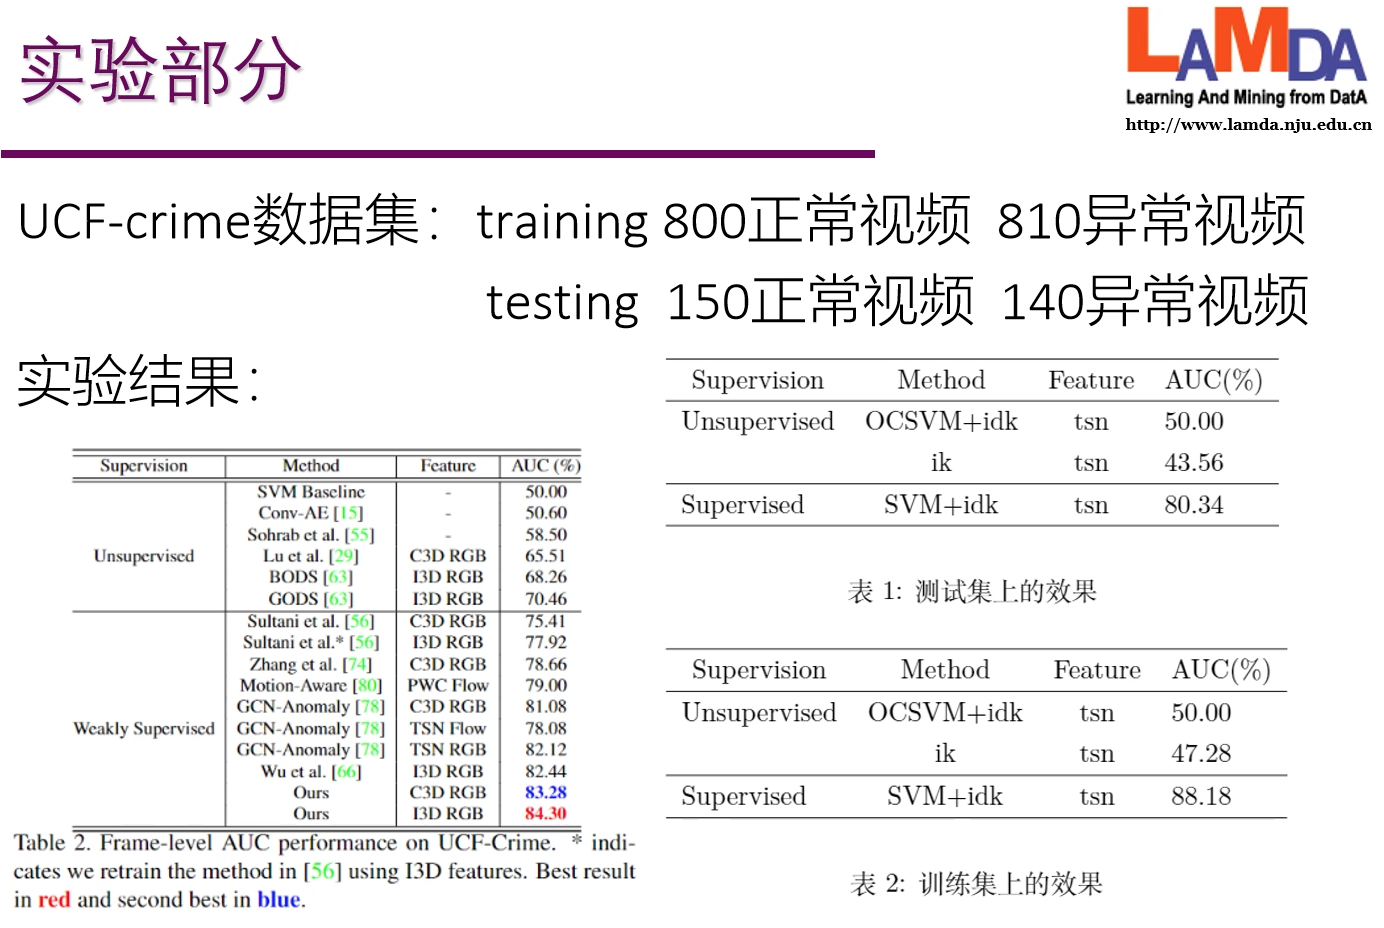 实验部分
LAMDA
Learning And Mining from DatA
http://www.lamda.nju.edu.cn
UCF-crime数据集：training 800正常视频 810异常视频
testing 150正常视频 140异常视频
实验结果：
Supervision Method Feature AUC (%)
Unsupervised
SVM Baseline - 50.00
Conv-AE [15] - 50.60
Sohrab et al. [55] - 58.50
Lu et al. [29] C3D RGB 65.51
BODS [63] I3D RGB 68.26
GODS [63] I3D RGB 70.46
Weakly Supervised
Sultani et al. [56] C3D RGB 75.41
Sultani et al.* [56] I3D RGB 77.92
Zhang et al. [74] C3D RGB 78.66
Motion-Aware [80] PWC Flow 79.00
GCN-Anomaly [78] C3D RGB 81.08
GCN-Anomaly [78] TSN Flow 78.08
GCN-Anomaly [78] TSN RGB 82.12
Wu et al. [66] I3D RGB 82.44
Ours C3D RGB 83.28
Ours I3D RGB 84.30
Table 2. Frame-level AUC performance on UCF-Crime. * indi-
cates we retrain the method in [56] using I3D features. Best result
in red and second best in blue.
Supervision Method Feature AUC(%)
Unsupervised OCSVM+idk tsn 50.00
ik tsn 43.56
Supervised SVM+idk tsn 80.34
表 1: 测试集上的效果
Supervision Method Feature AUC(%)
Unsupervised OCSVM+idk tsn 50.00
ik tsn 47.28
Supervised SVM+idk tsn 88.18
表 2: 训练集上的效果